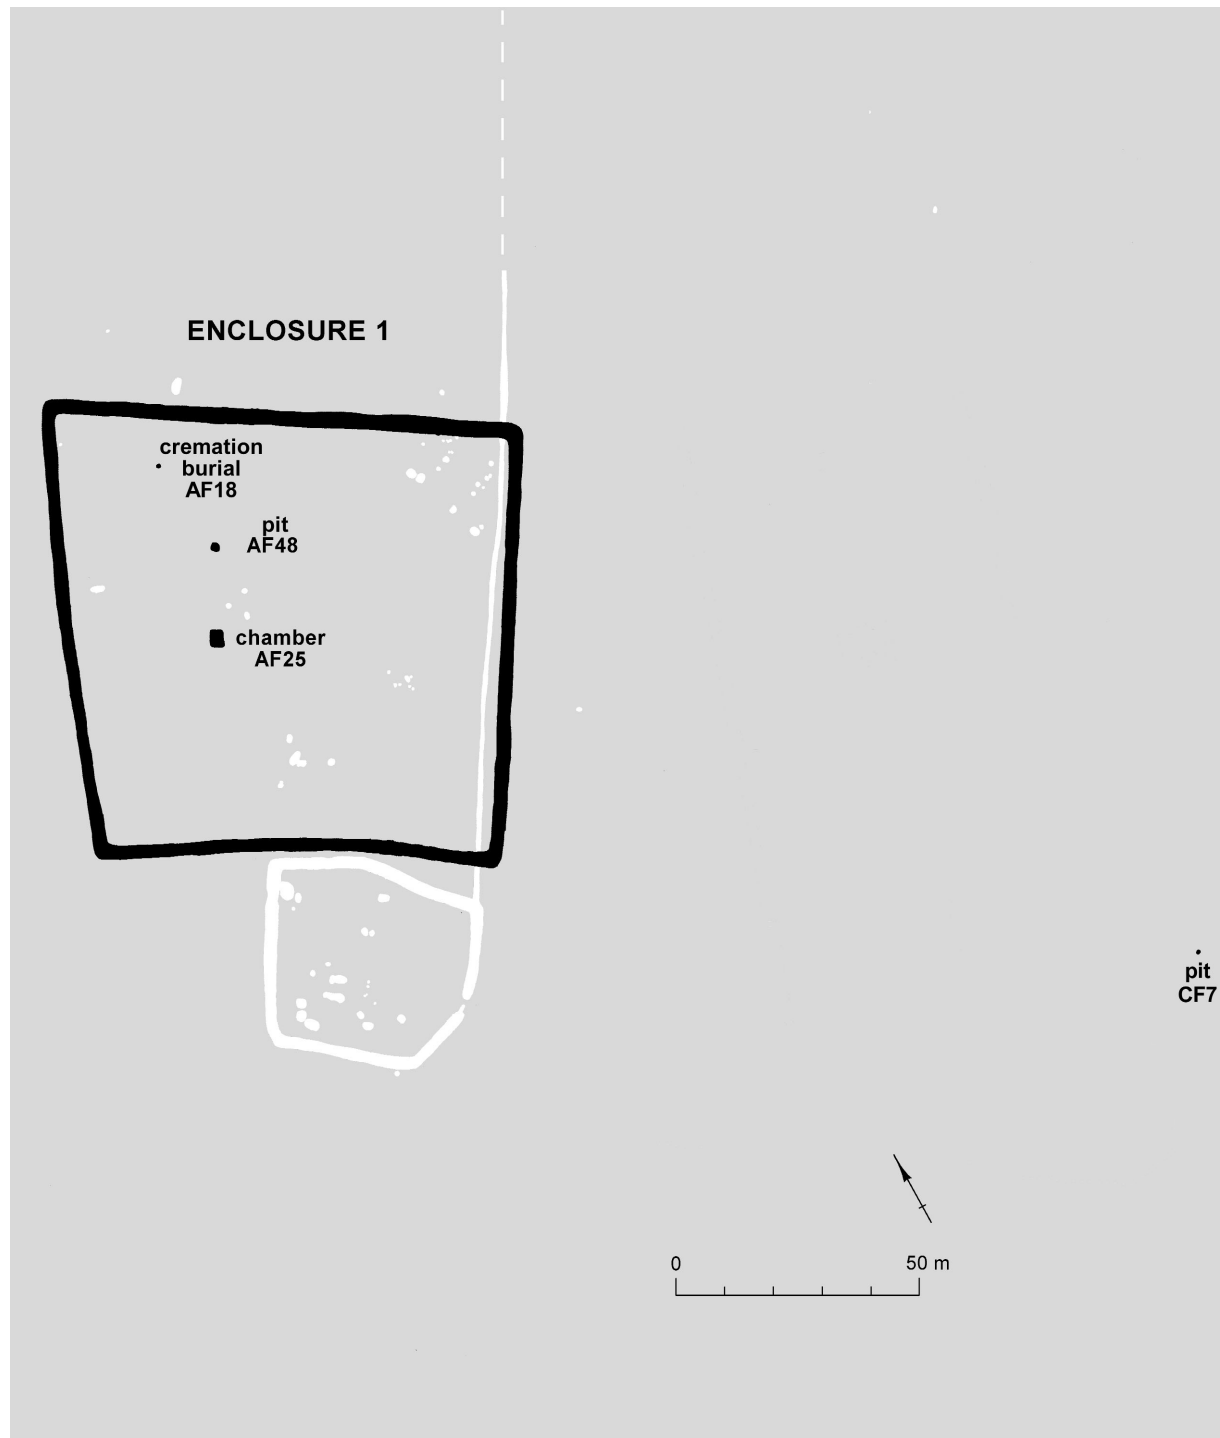 ENCLOSURE 1
cremation
burial
AF18
pit
AF48
chamber
AF25
pit
CF7
0
50 m